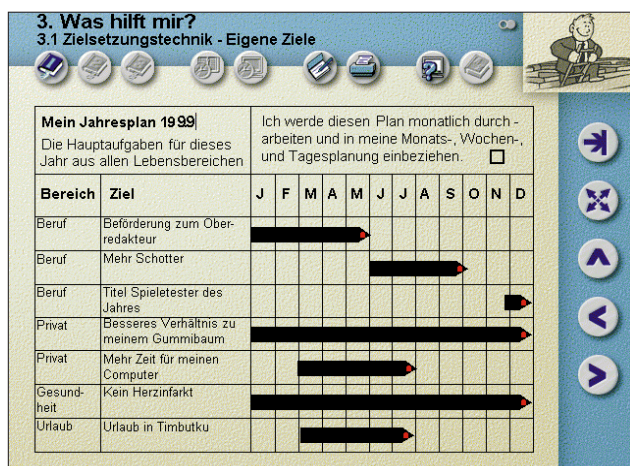 3. Was hilft mir?
3.1 Zielsetzungstechnik - Eigene Ziele
Mein Jahresplan 1999
Die Hauptaufgaben für dieses
Jahr aus allen Lebensbereichen
Ich werde diesen Plan monatlich durch -
arbeiten und in meine Monats-, Wochen-,
und Tagesplanung einbeziehen.
Bereich Ziel J F M A M J J A S O N D
Beruf Beförderung zum Ober-
redakteur
Beruf Mehr Schotter
Beruf Titel Spieletester des
Jahres
Privat Besseres Verhältnis zu
meinem Gummibaum
Privat Mehr Zeit für meinen
Computer
Gesund- Kein Herzinfarkt
heit
Urlaub Urlaub in Timbutku